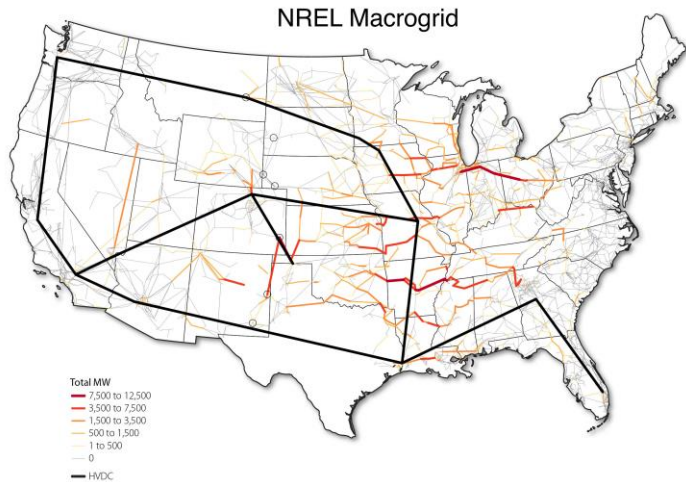 NREL Macrogrid
Total MW
7,500 to 12,500
3,500 to 7,500
1,500 to 3,500
500 to 1,500
1 to 500
0
HVDC